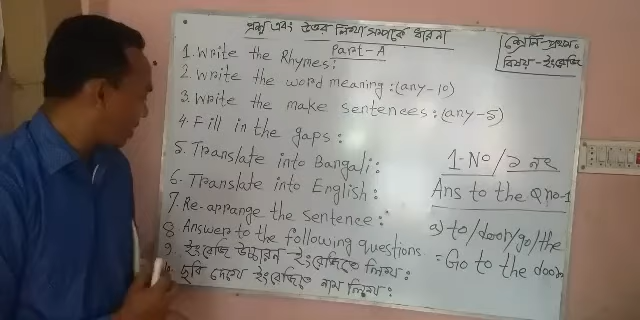 প্রশ্ন এবং উত্তর লিখা সম্পর্কে ধারনা
Part-A
শ্রেনি-প্রথম:
বিষয়-ইংরেজি
1. Write the Rhymes:
2. Write the word meaning: (any-10)
3. Write the make sentences: (any-5)
4. Fill in the gaps:
5. Translate into Bangali:
6. Translate into English:
7. Re-arrange the sentence:
8 Answers to the following questions
9. ইংরেজি উচ্চারন-ইংরেজিতে লিখো:
ছবি দেখে ইংরেজিতে নাম লিখো:
1-NO/১ নং
Ans to the Q no-1
a) to/door/go/the
= Go to the door